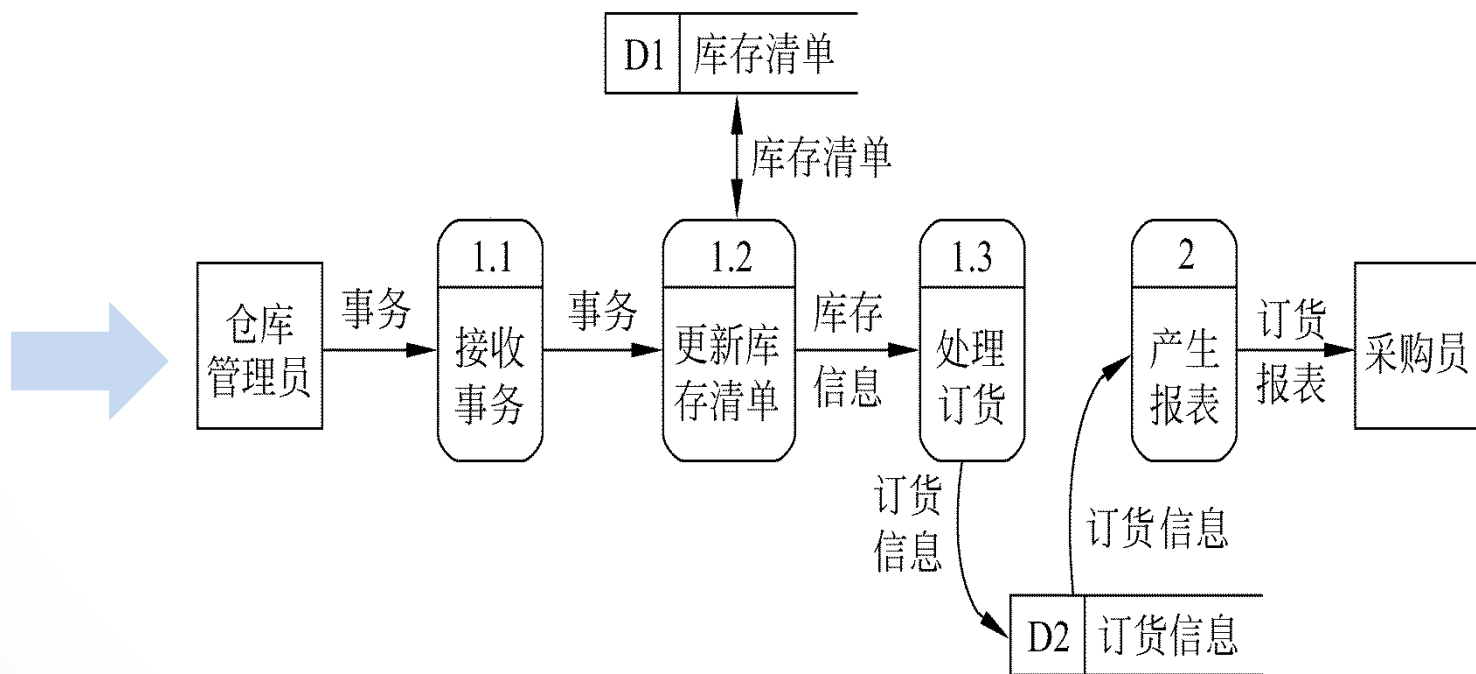 D1 库存清单
库存清单
仓库
管理员
事务
1.1
接收
事务
事务
1.2
更新库
存清单
库存
信息
1.3
处理
订货
订货
信息
D2 订货信息
订货信息
2
产生
报表
订货
报表
采购员